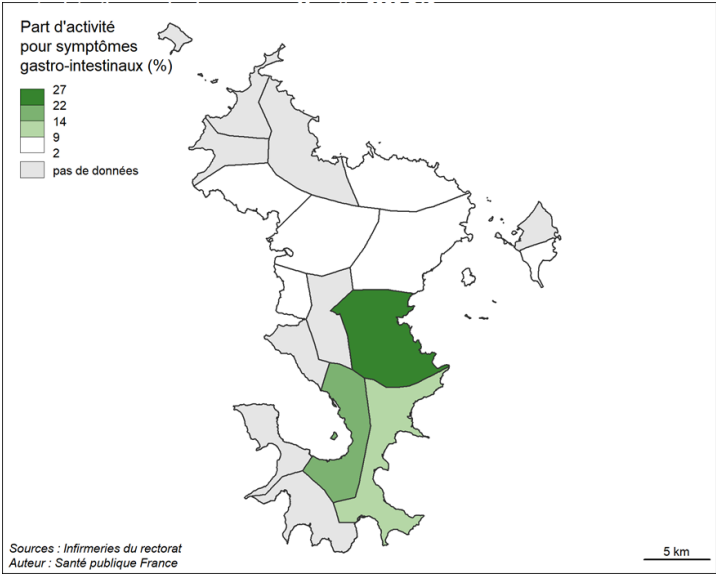 Part d'activité
pour symptômes
gastro-intestinaux (%)
27
22
14
9
2
pas de données
Sources : Infirmeries du rectorat
Auteur : Santé publique France
5 km